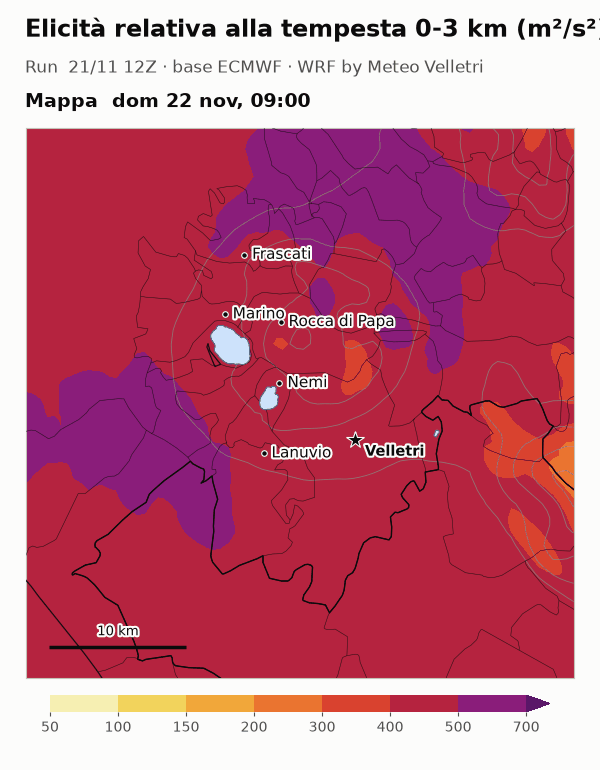 Elicità relativa alla tempesta 0-3 km (m²/s²)
Run 21/11 12Z · base ECMWF · WRF by Meteo Velletri
Mappa dom 22 nov, 09:00
Frascati
Marino
Rocca di Papa
Nemi
Lanuvio
Velletri
10 km
50 100 150 200 300 400 500 700